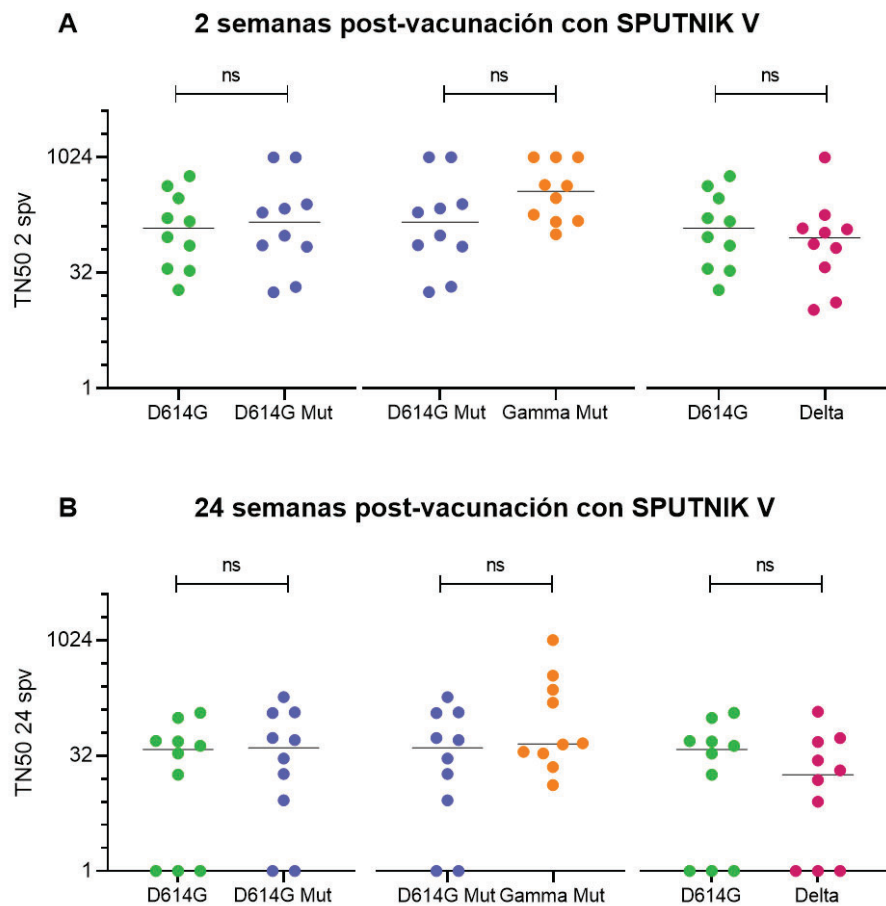 A 2 semanas post-vacunación con SPUTNIK V
ns ns ns
1024
32
1
TN50 2 spv
D614G D614G Mut D614G Mut Gamma Mut D614G Delta
B 24 semanas post-vacunación con SPUTNIK V
ns ns ns
1024
32
1
TN50 24 spv
D614G D614G Mut D614G Mut Gamma Mut D614G Delta